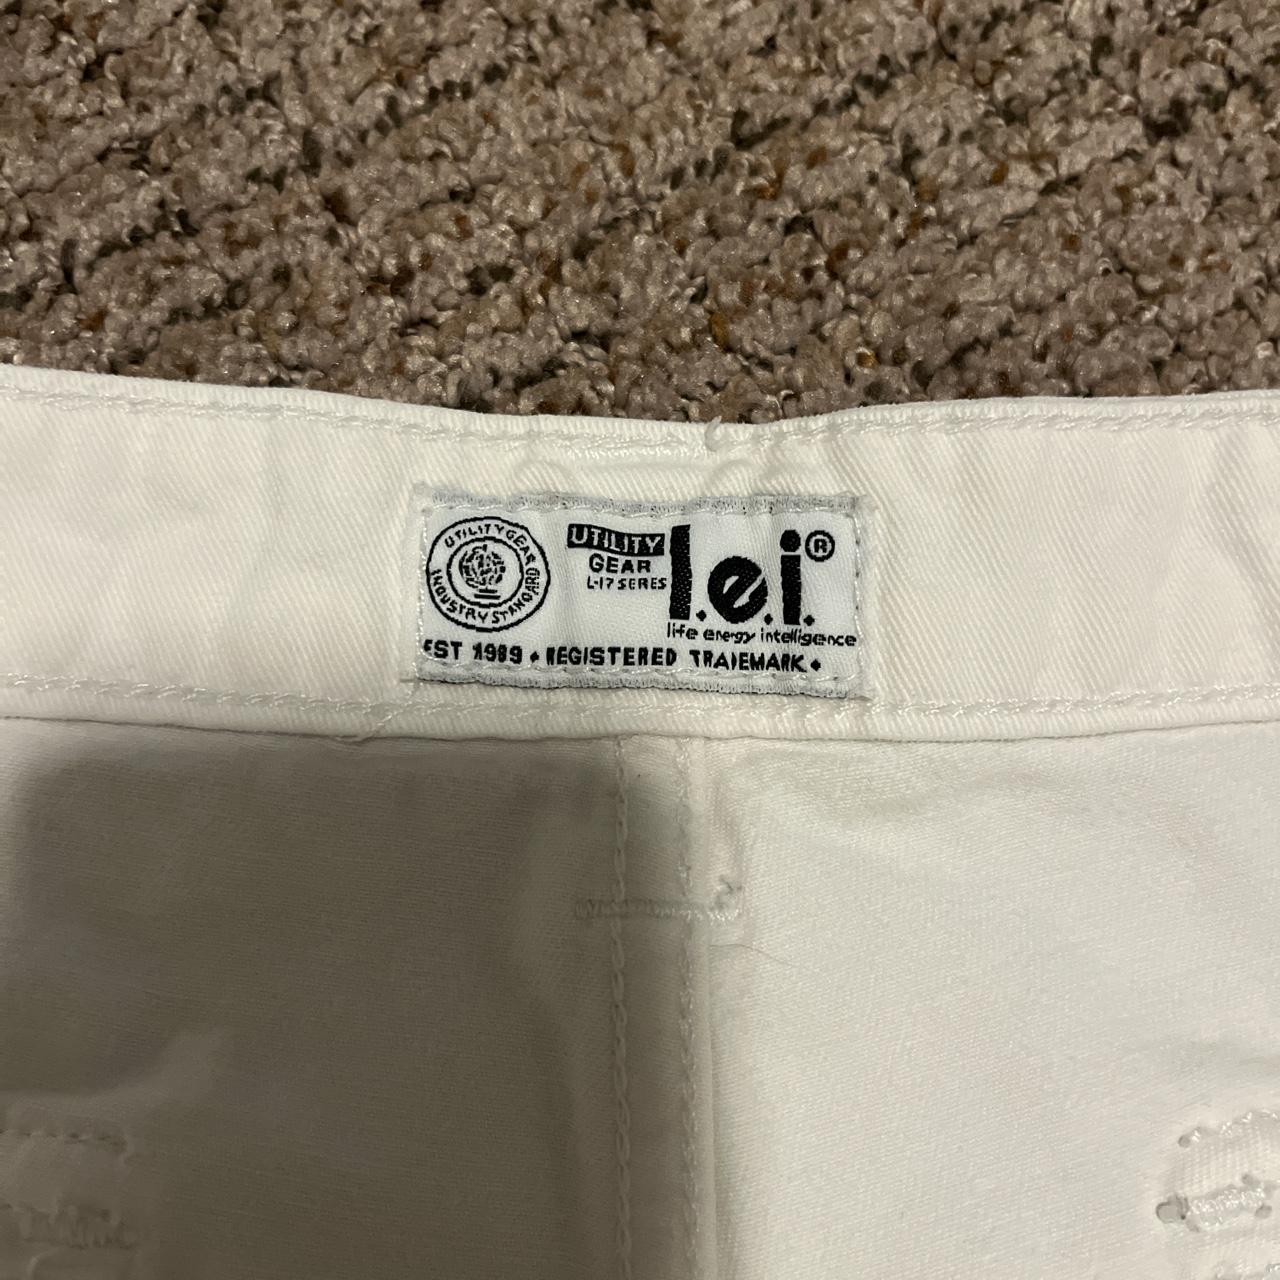 UTILITY GEAR
INDUSTRY STANDARD
UTILITY
GEAR
L-17 SERIES
l.e.i.®
life energy intelligence
EST 1989 • REGISTERED TRADEMARK •